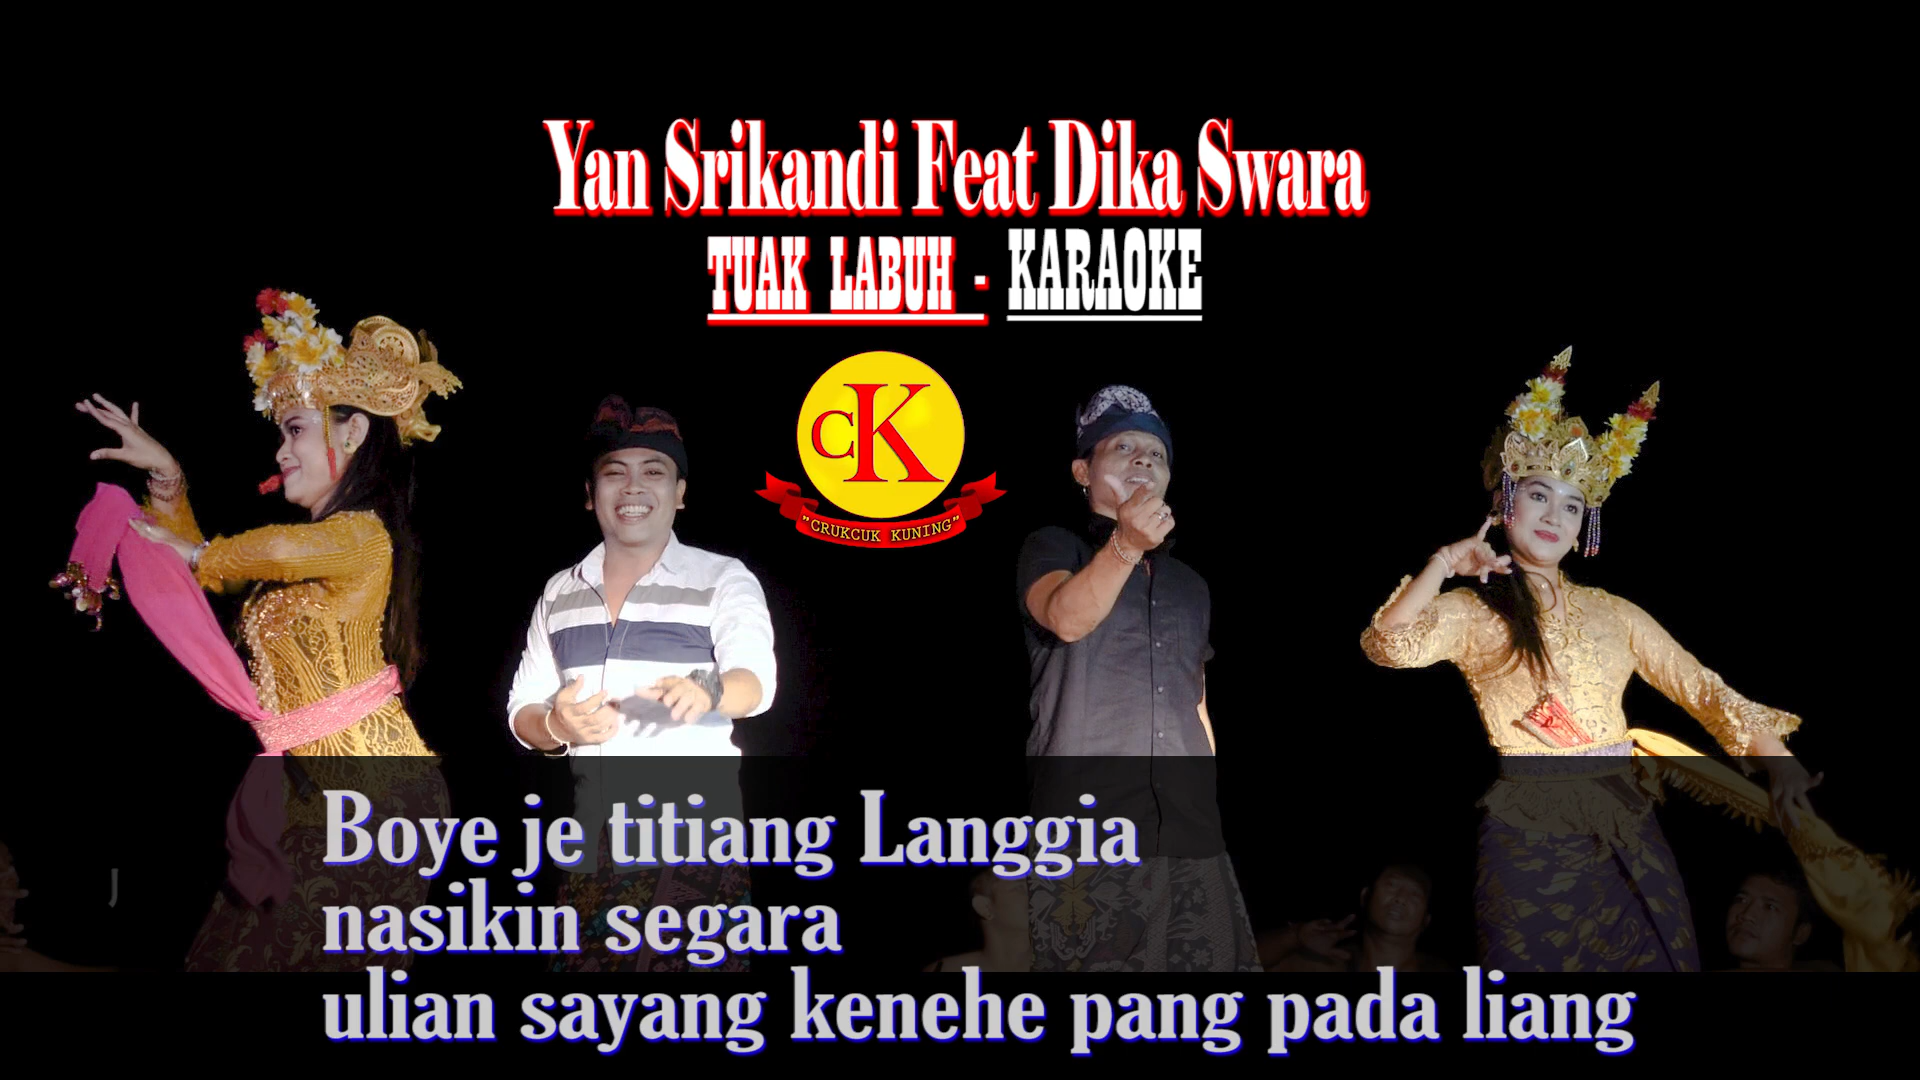 Yan Srikandi Feat Dika Swara
TUAK LABUH - KARAOKE
CK
"CRUKCUK KUNING"
Boye je titiang Langgia
nasikin segara
ulian sayang kenehe pang pada liang